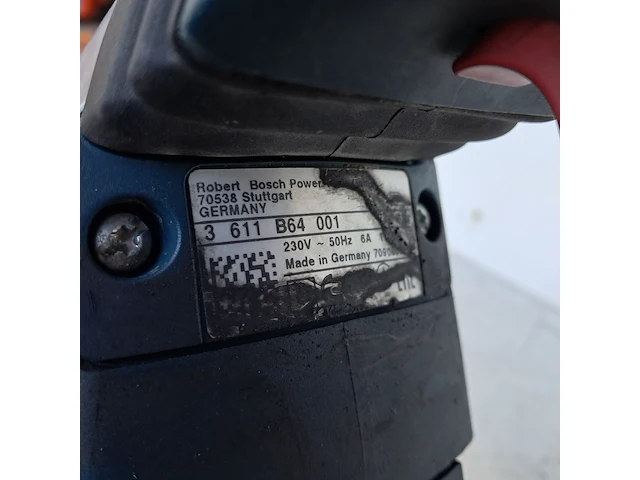 Robert Bosch Power
70538 Stuttgart
GERMANY
3 611 B64 001
230V ~ 50Hz 6A
Made in Germany